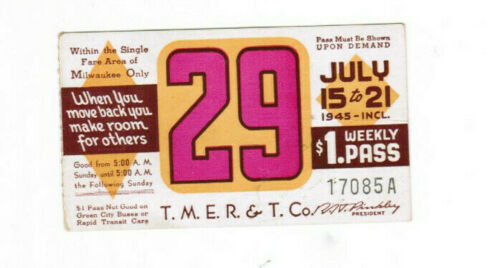 Within the Single
Fare Area of
Milwaukee Only
When You
move back you
make room
for others
Good from 5:00 A. M.
Sunday until 5:00 A. M.
the Following Sunday
$1 Pass Not Good on
Green City Buses or
Rapid Transit Cars
29
Pass Must Be Shown
UPON DEMAND
JULY
15 to 21
1945-INCL.
$1. WEEKLY
PASS
17085A
T. M. E. R. & T. Co.
PRESIDENT